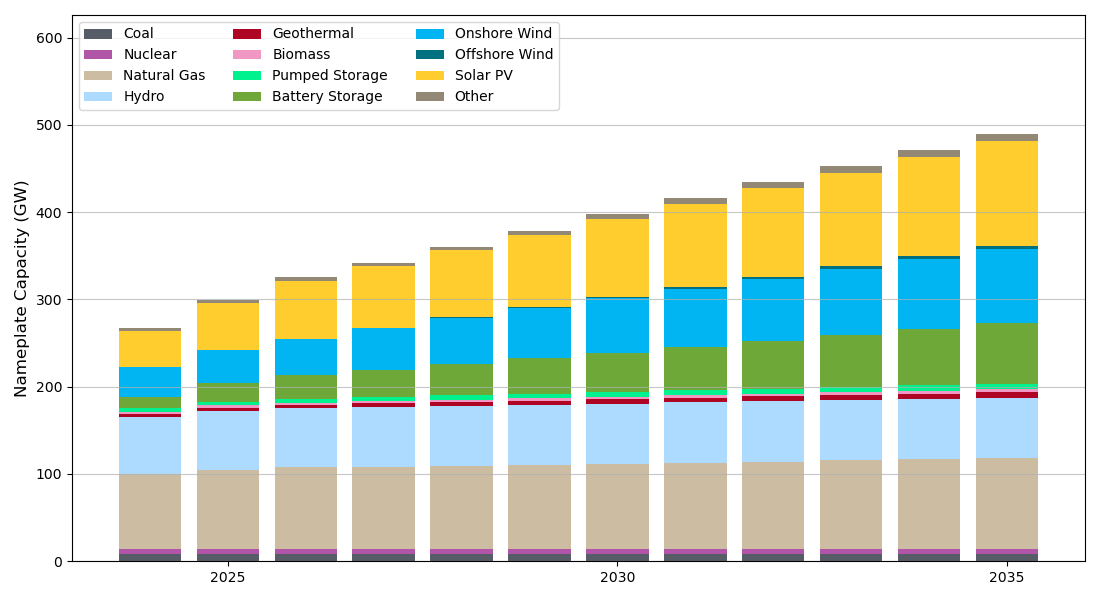 Coal
Nuclear
Natural Gas
Hydro
Geothermal
Biomass
Pumped Storage
Battery Storage
Onshore Wind
Offshore Wind
Solar PV
Other
Nameplate Capacity (GW)
600
500
400
300
200
100
0
2025
2030
2035